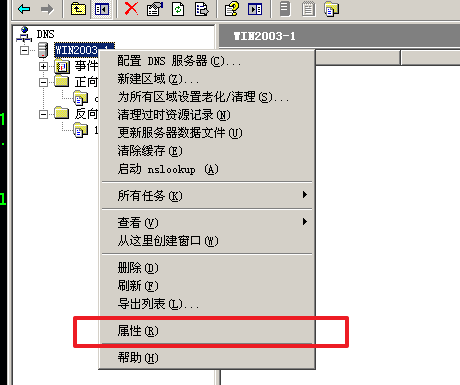 DNS
WIN2003-1
WIN2003-1
事件
正向
反向
配置 DNS 服务器(C)...
新建区域(Z)...
为所有区域设置老化/清理(S)...
清理过时资源记录(N)
更新服务器数据文件(U)
清除缓存(E)
启动 nslookup (A)
所有任务(K)
查看(V)
从这里创建窗口(W)
删除(D)
刷新(F)
导出列表(L)...
属性(R)
帮助(H)